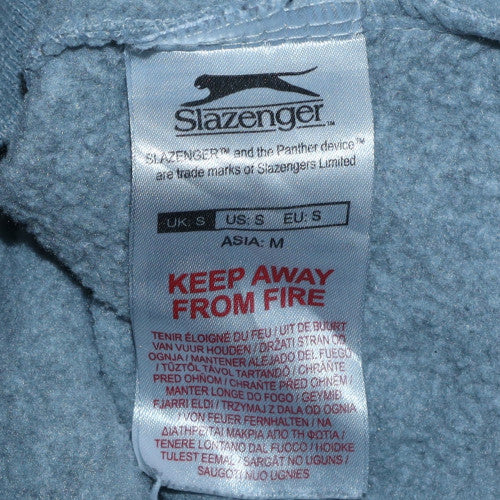 Slazenger™
SLAZENGER™ and the Panther device™
are trade marks of Slazengers Limited
UK: S US: S EU: S
ASIA: M
KEEP AWAY
FROM FIRE
TENIR ÉLOIGNÉ DU FEU / UIT DE BUURT
VAN VUUR HOUDEN / DRŽATI STRAN OD
OGNJA / MANTENER ALEJADO DEL FUEGO
/ TŰZTŐL TÁVOL TARTANDÓ / CHRAŇTE
PRED OHŇOM / CHRAŇTE PŘED OHNĚM /
MANTER LONGE DO FOGO / GEYMIÐ
FJARRI ELDI / TRZYMAJ Z DALA OD OGNIA
/ VON FEUER FERNHALTEN / NA
ΔΙΑΤΗΡΕΙΤΑΙ ΜΑΚΡΙΑ ΑΠΟ ΤΗ ΦΩΤΙΑ /
TENERE LONTANO DAL FUOCO / HOIDKE
TULEST EEMAL / SARGĀT NO UGUNS /
SAUGOTI NUO UGNIES